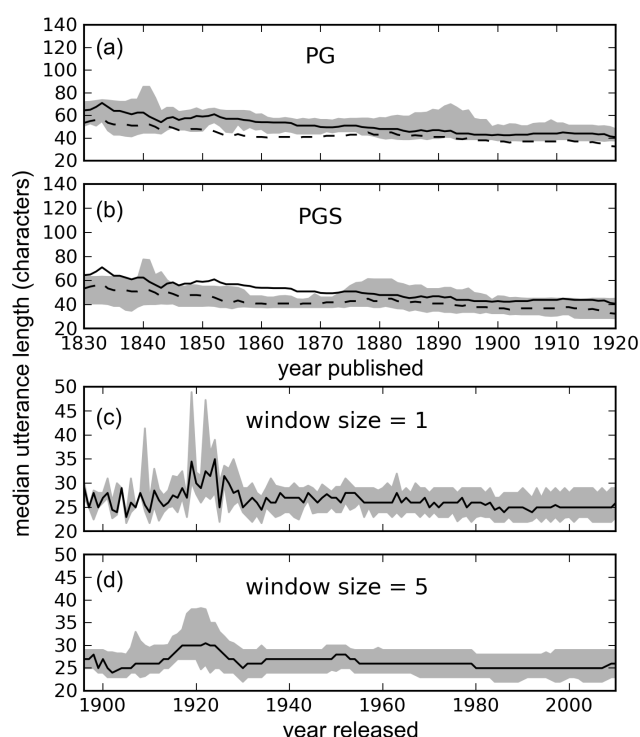 140
120
100
80
60
40
20
(a)
PG
140
120
100
80
60
40
20
(b)
PGS
1830 1840 1850 1860 1870 1880 1890 1900 1910 1920
year published
median utterance length (characters)
50
45
40
35
30
25
20
(c)
window size = 1
50
45
40
35
30
25
20
(d)
window size = 5
1900 1920 1940 1960 1980 2000
year released